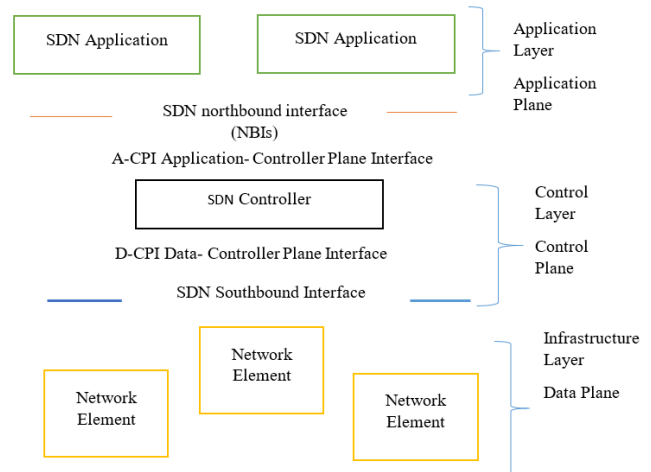 SDN Application
SDN Application
Application
Layer
Application
Plane
SDN northbound interface
(NBIs)
A-CPI Application- Controller Plane Interface
SDN Controller
Control
Layer
Control
Plane
D-CPI Data- Controller Plane Interface
SDN Southbound Interface
Network
Element
Network
Element
Network
Element
Infrastructure
Layer
Data Plane